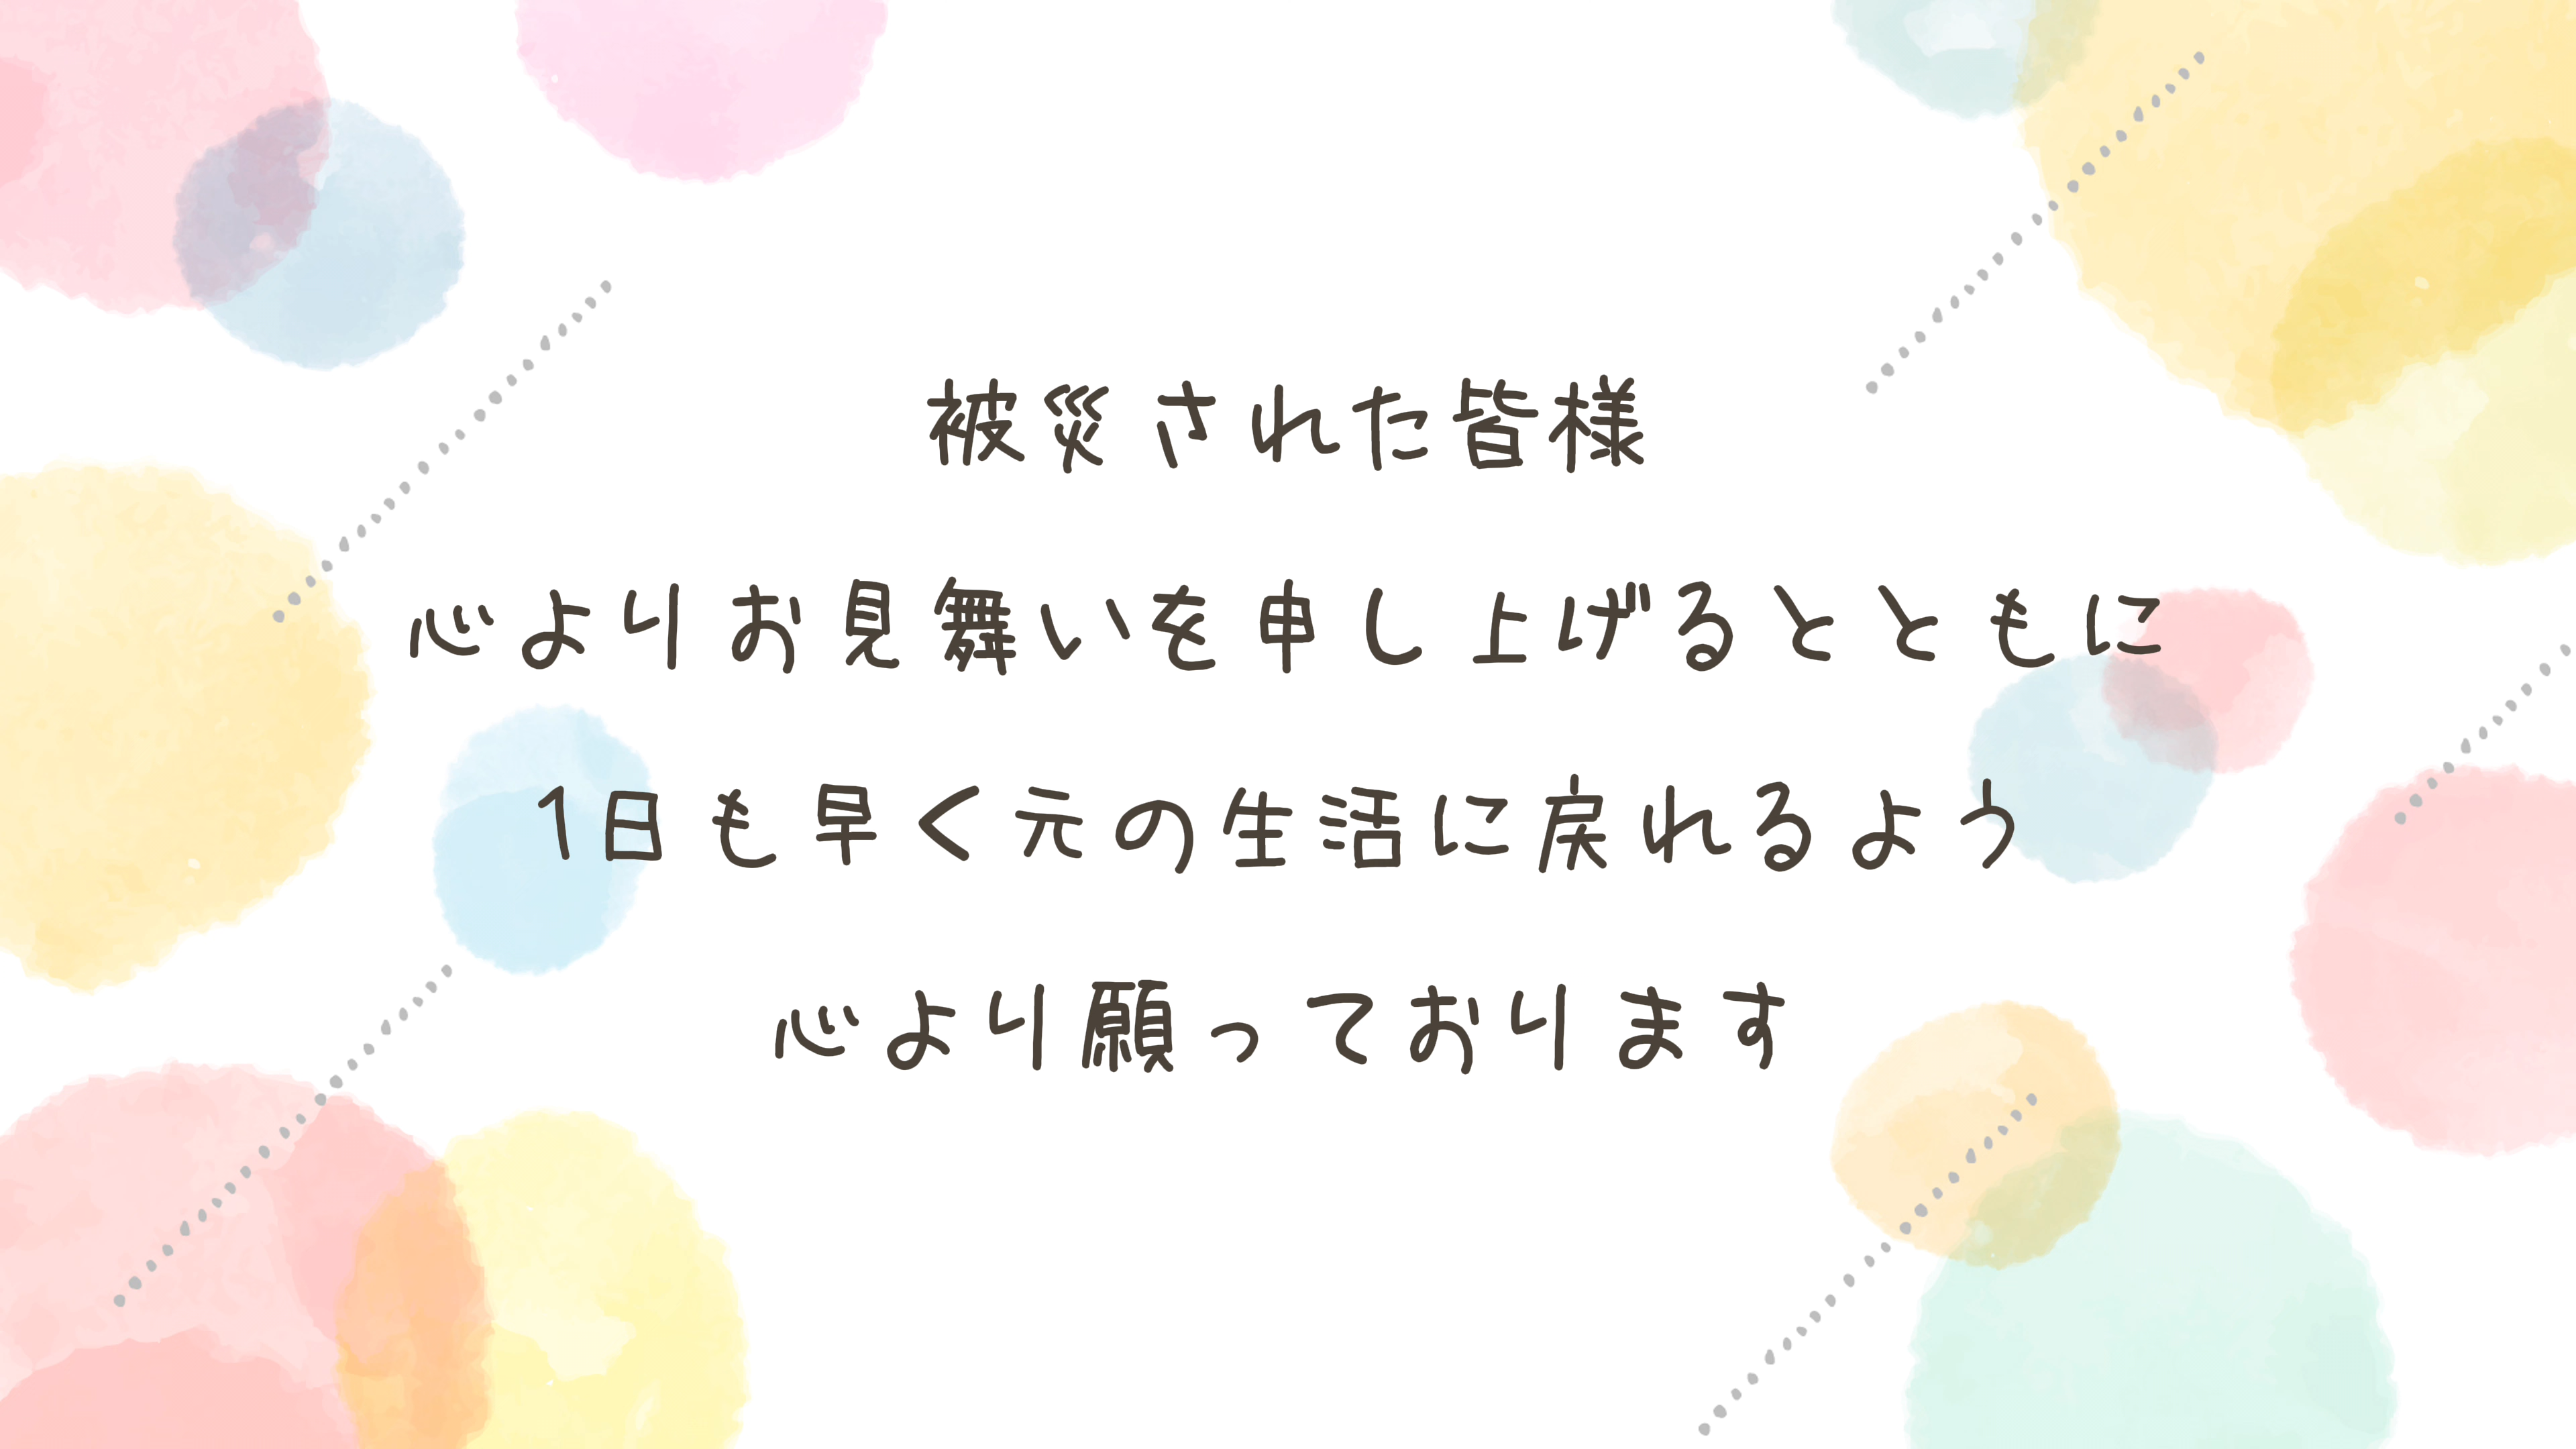 被災された皆様
心よりお見舞いを申し上げるとともに
1日も早く元の生活に戻れるよう
心より願っております